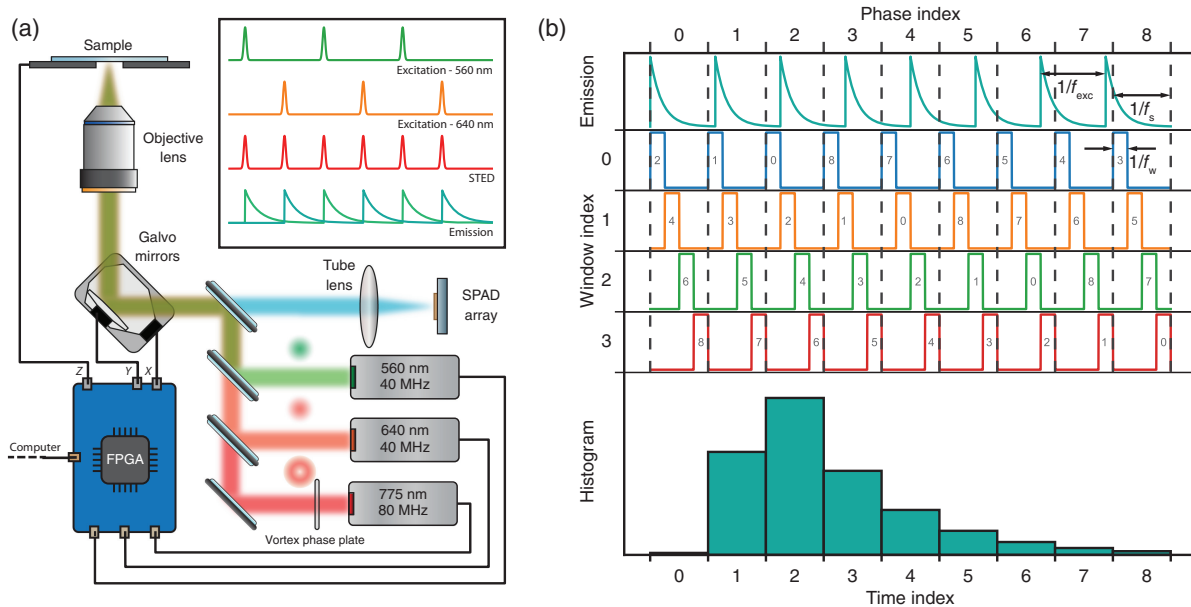 (a)
Sample
Objective
lens
Galvo
mirrors
Excitation - 560 nm
Excitation - 640 nm
STED
Emission
Tube
lens
SPAD
array
Z
Y
X
560 nm
40 MHz
640 nm
40 MHz
775 nm
80 MHz
Computer
FPGA
Vortex phase plate
(b)
Phase index
0 1 2 3 4 5 6 7 8
Emission
1/fexc
1/fs
Window index
0
2 1 0 8 7 6 5 4 3
1/fw
1
4 3 2 1 0 8 7 6 5
2
6 5 4 3 2 1 0 8 7
3
8 7 6 5 4 3 2 1 0
Histogram
0 1 2 3 4 5 6 7 8
Time index